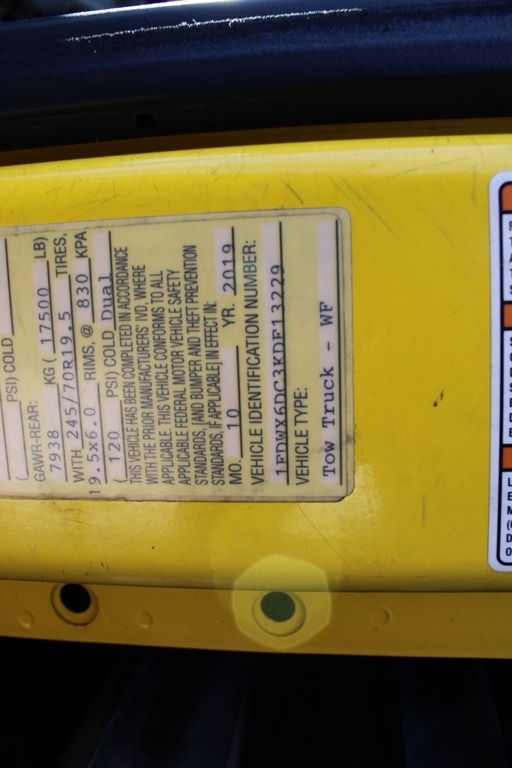 PSI) COLD
(
GAWR-REAR:
7938 KG ( 17500 LB)
WITH 245/70R19.5 TIRES,
19.5x6.0 RIMS, @ 830 KPA
( 120 PSI) COLD Dual
THIS VEHICLE HAS BEEN COMPLETED IN ACCORDANCE
WITH THE PRIOR MANUFACTURERS' IVD, WHERE
APPLICABLE. THIS VEHICLE CONFORMS TO ALL
APPLICABLE FEDERAL MOTOR VEHICLE SAFETY
STANDARDS, [AND BUMPER AND THEFT PREVENTION
STANDARDS, IF APPLICABLE] IN EFFECT IN:
MO. 10 YR. 2019
VEHICLE IDENTIFICATION NUMBER:
1FDWX6DC3KDF13229
VEHICLE TYPE:
Tow Truck - WF